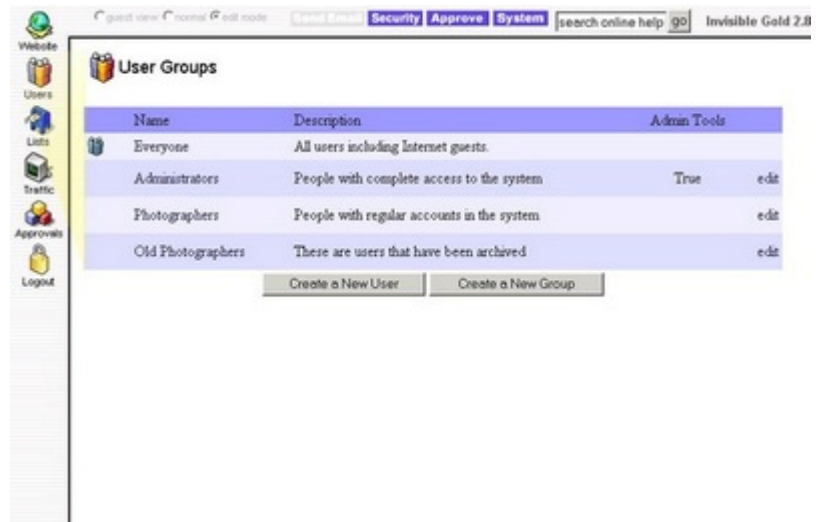 guest view normal edit mode Send Email Security Approve System search online help go Invisible Gold 2.8
Website
Users
Lists
Traffic
Approvals
Logout
User Groups
Name Description Admin Tools
Everyone All users including Internet guests.
Administrators People with complete access to the system True edit
Photographers People with regular accounts in the system edit
Old Photographers These are users that have been archived edit
Create a New User Create a New Group